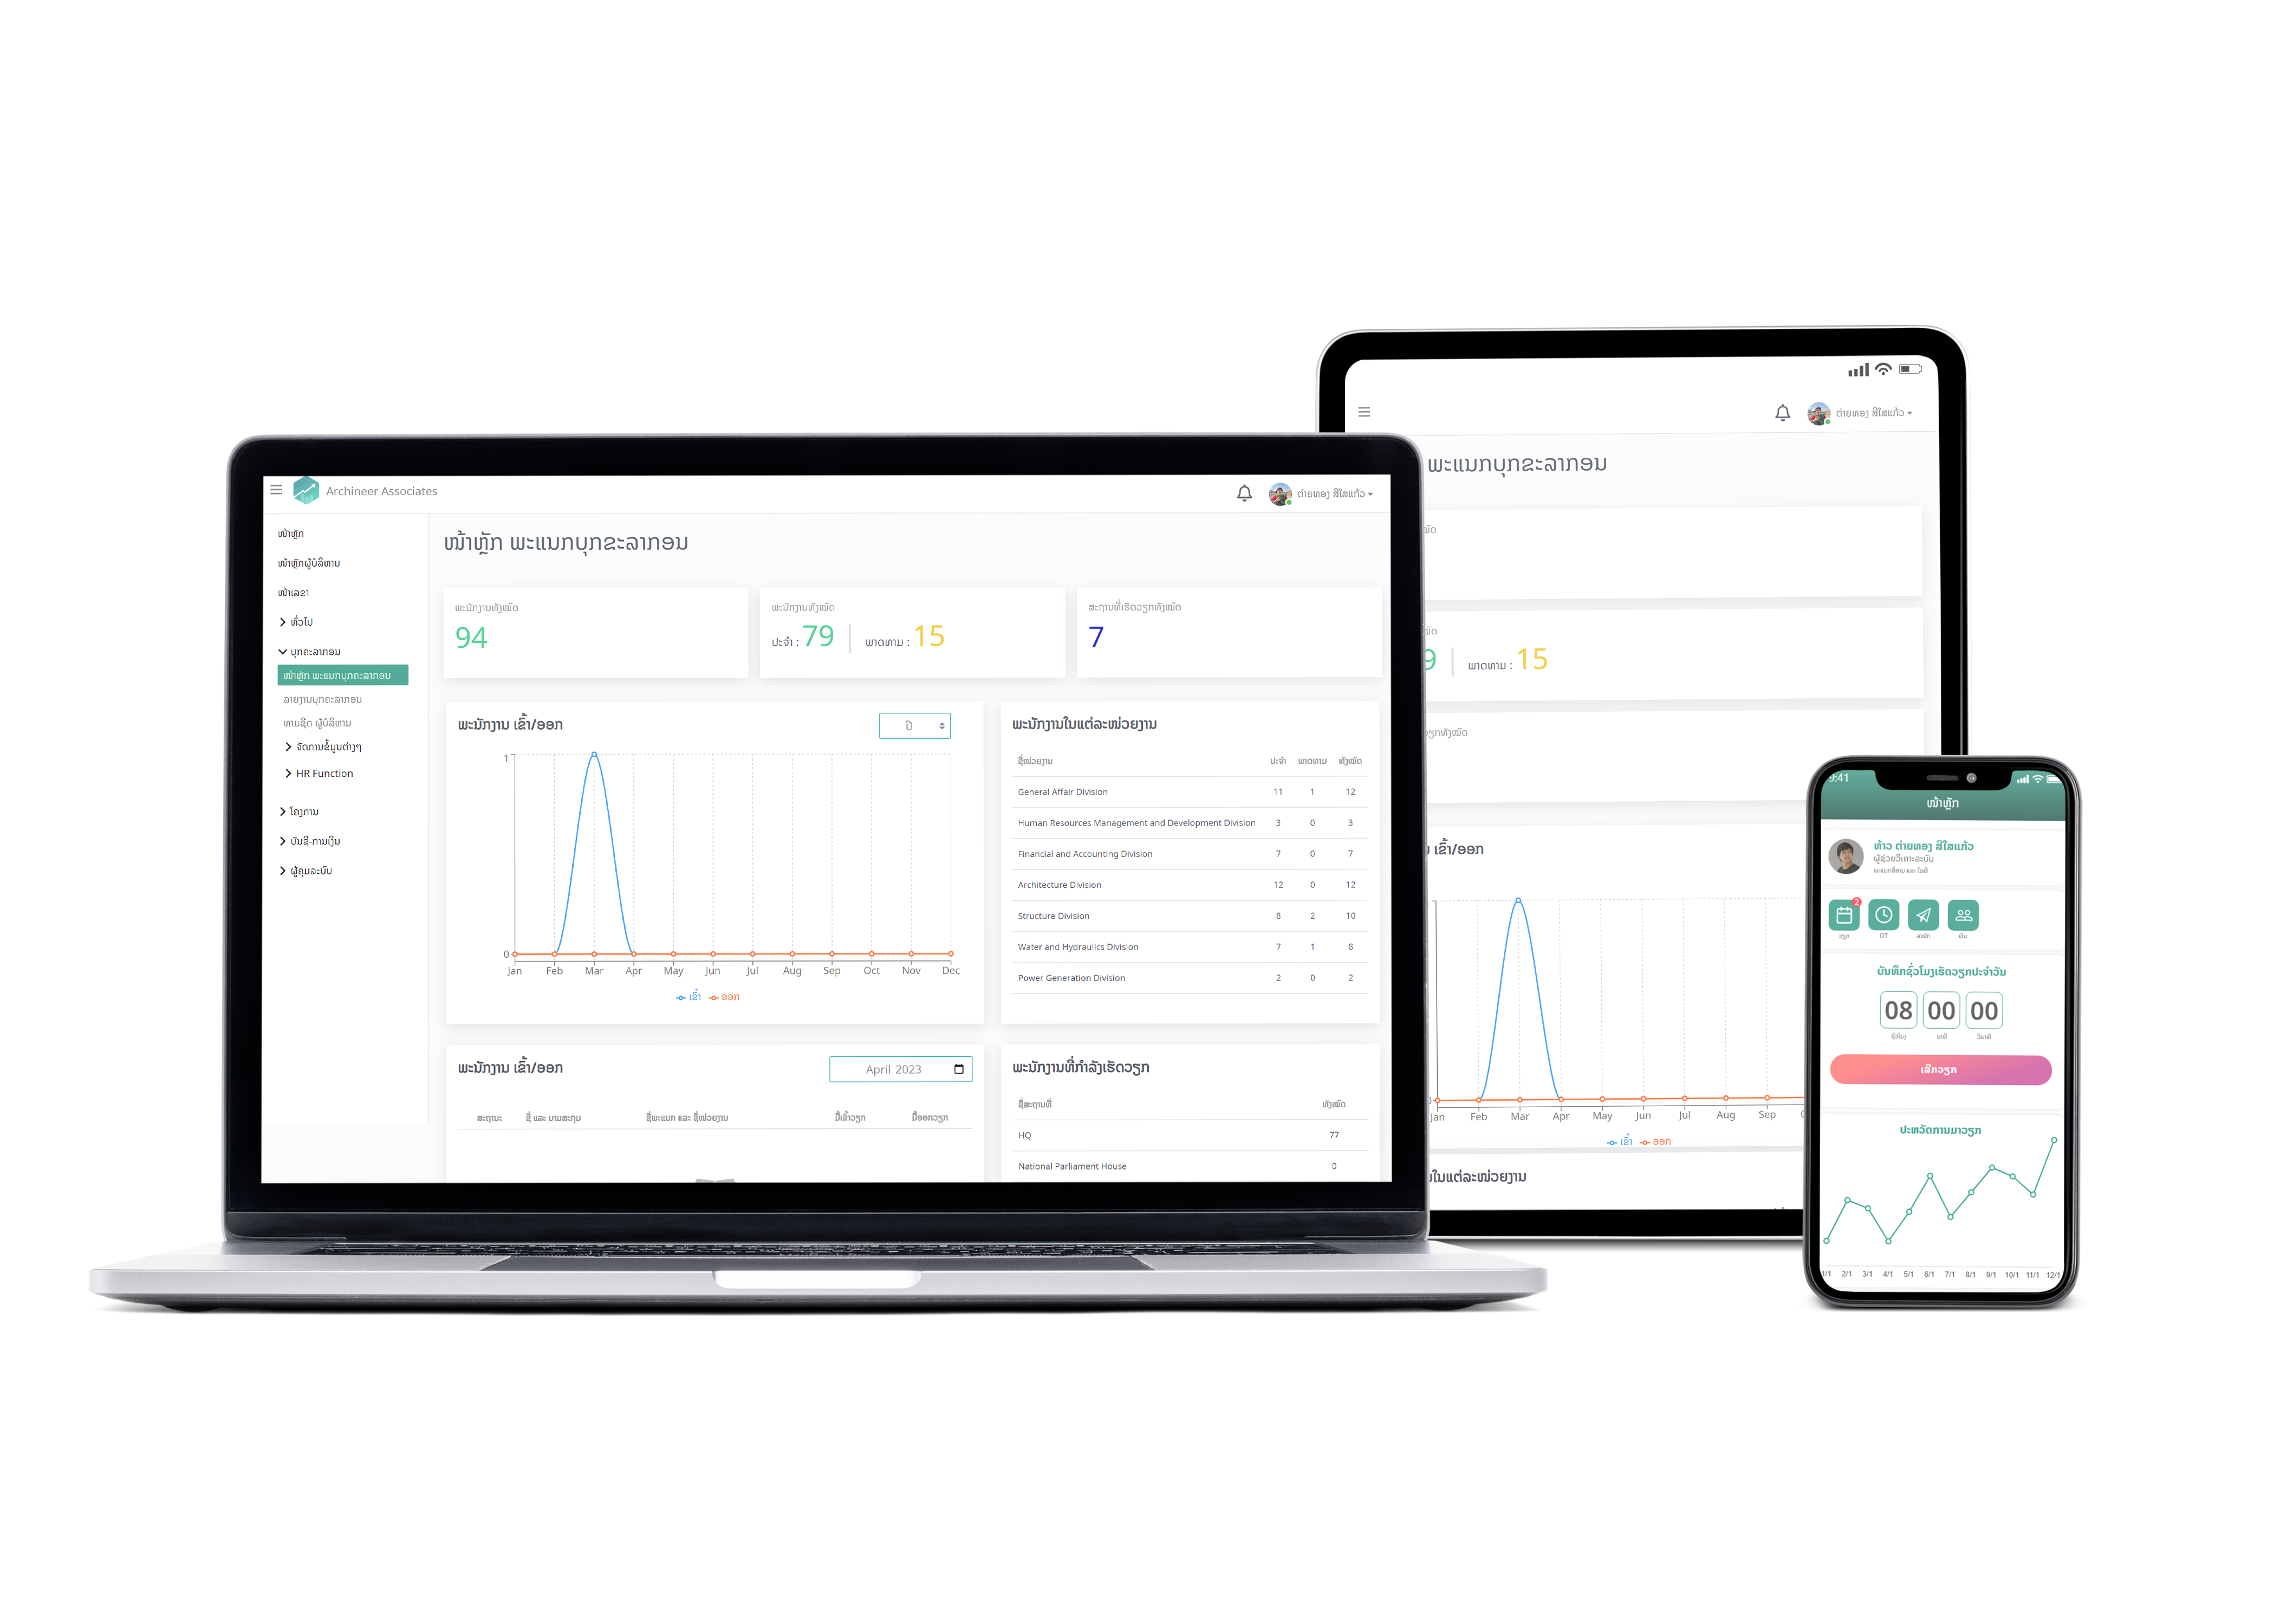 Archineer Associates
ຕ່າຍທອງ ສີໃສແກ້ວ
ໜ້າຫຼັກ
ໜ້າຫຼັກຜູ້ບໍລິຫານ
ໜ້າເລຂາ
ທົ່ວໄປ
ບຸກຄະລາກອນ
ໜ້າຫຼັກ ພະແນກບຸກຄະລາກອນ
ລາຍງານບຸກຄະລາກອນ
ທາມຊີດ ຜູ້ບໍລິຫານ
ຈັດການຂໍ້ມູນຕ່າງໆ
HR Function
ໂຄງການ
ບັນຊີ-ການເງິນ
ຜູ້ຄຸມລະບົບ
ໜ້າຫຼັກ ພະແນກບຸກຂະລາກອນ
ພະນັກງານທັງໝົດ
94
ພະນັກງານທັງໝົດ
ປະຈຳ : 79 ພາດທາມ : 15
ສະຖານທີ່ເຮັດວຽກທັງໝົດ
7
ພະນັກງານ ເຂົ້າ/ອອກ
ປີ
1
0
Jan Feb Mar Apr May Jun Jul Aug Sep Oct Nov Dec
ເຂົ້າ ອອກ
ພະນັກງານໃນແຕ່ລະໜ່ວຍງານ
ຊື່ໜ່ວຍງານ ປະຈຳ ພາດທາມ ທັງໝົດ
General Affair Division 11 1 12
Human Resources Management and Development Division 3 0 3
Financial and Accounting Division 7 0 7
Architecture Division 12 0 12
Structure Division 8 2 10
Water and Hydraulics Division 7 1 8
Power Generation Division 2 0 2
ພະນັກງານ ເຂົ້າ/ອອກ
April 2023
ສະຖານະ ຊື່ ແລະ ນາມສະກຸນ ຊື່ພະແນກ ແລະ ຊື່ໜ່ວຍງານ ມື້ເຂົ້າວຽກ ມື້ອອກວຽກ
ພະນັກງານທີ່ກຳລັງເຮັດວຽກ
ຊື່ສະຖານທີ່ ທັງໝົດ
HQ 77
National Parliament House 0
ຕ່າຍທອງ ສີໃສແກ້ວ
ພະແນກບຸກຂະລາກອນ
ໝົດ
ໝົດ
9 ພາດທາມ : 15
ວຽກທັງໝົດ
ເຂົ້າ/ອອກ
Jan Feb Mar Apr May Jun Jul Aug Sep
ເຂົ້າ ອອກ
ໃນແຕ່ລະໜ່ວຍງານ
9:41
ໜ້າຫຼັກ
ທ້າວ ຕ່າຍທອງ ສີໃສແກ້ວ
ຜູ້ຊ່ວຍວິເຄາະລະບົບ
ພະແນກສື່ສານ ແລະ ໄອທີ
2
ວຽກ OT ລາພັກ ທີມ
ບັນທຶກຊົ່ວໂມງເຮັດວຽກປະຈຳວັນ
08 00 00
ຊົ່ວໂມງ ນາທີ ວິນາທີ
ເລີກວຽກ
ປະຫວັດການມາວຽກ
1/1 2/1 3/1 4/1 5/1 6/1 7/1 8/1 9/1 10/1 11/1 12/1